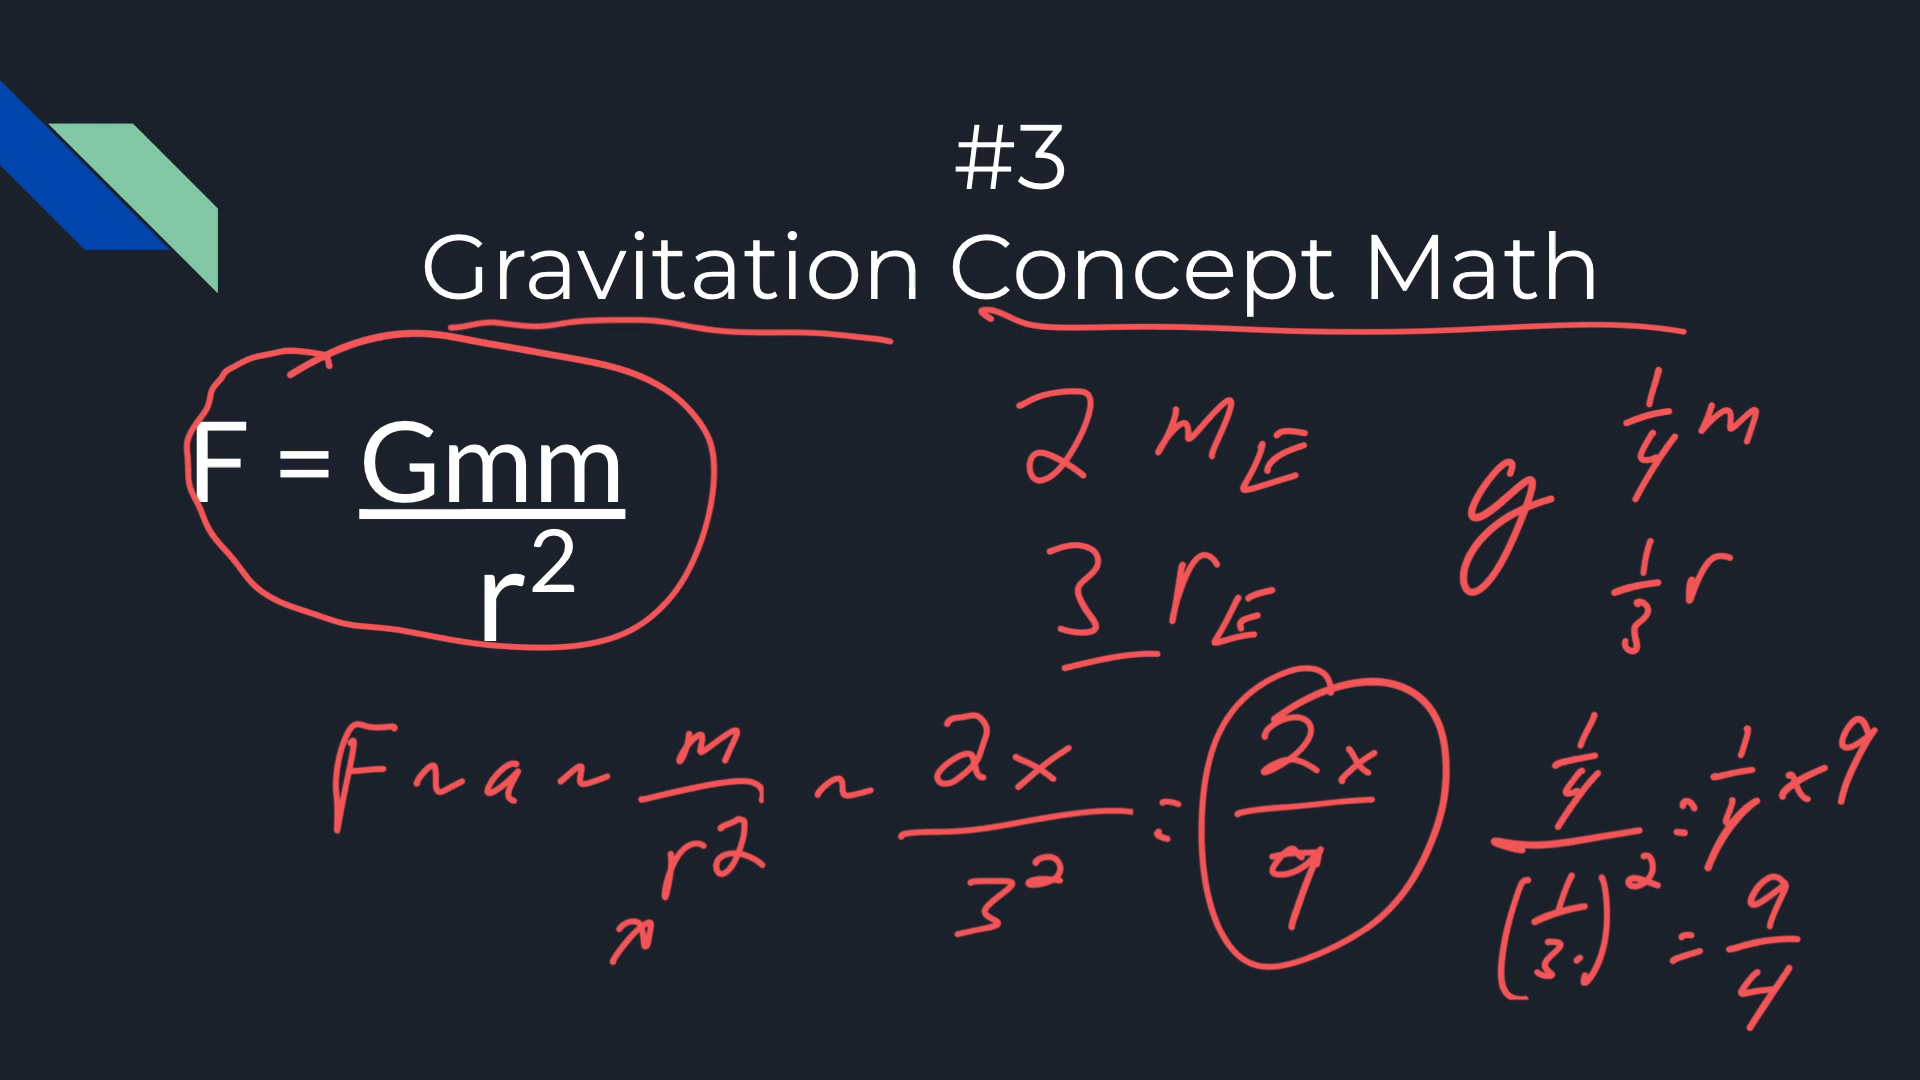 #3
Gravitation Concept Math
F = Gmm
r²
2 M_E
3 r_E
g
1/4 m
1/3 r
F ~ a ~ m/r² ~ 2x/3² = 2x/9
(1/4)/(1/3)² = 1/4 x 9
= 9/4